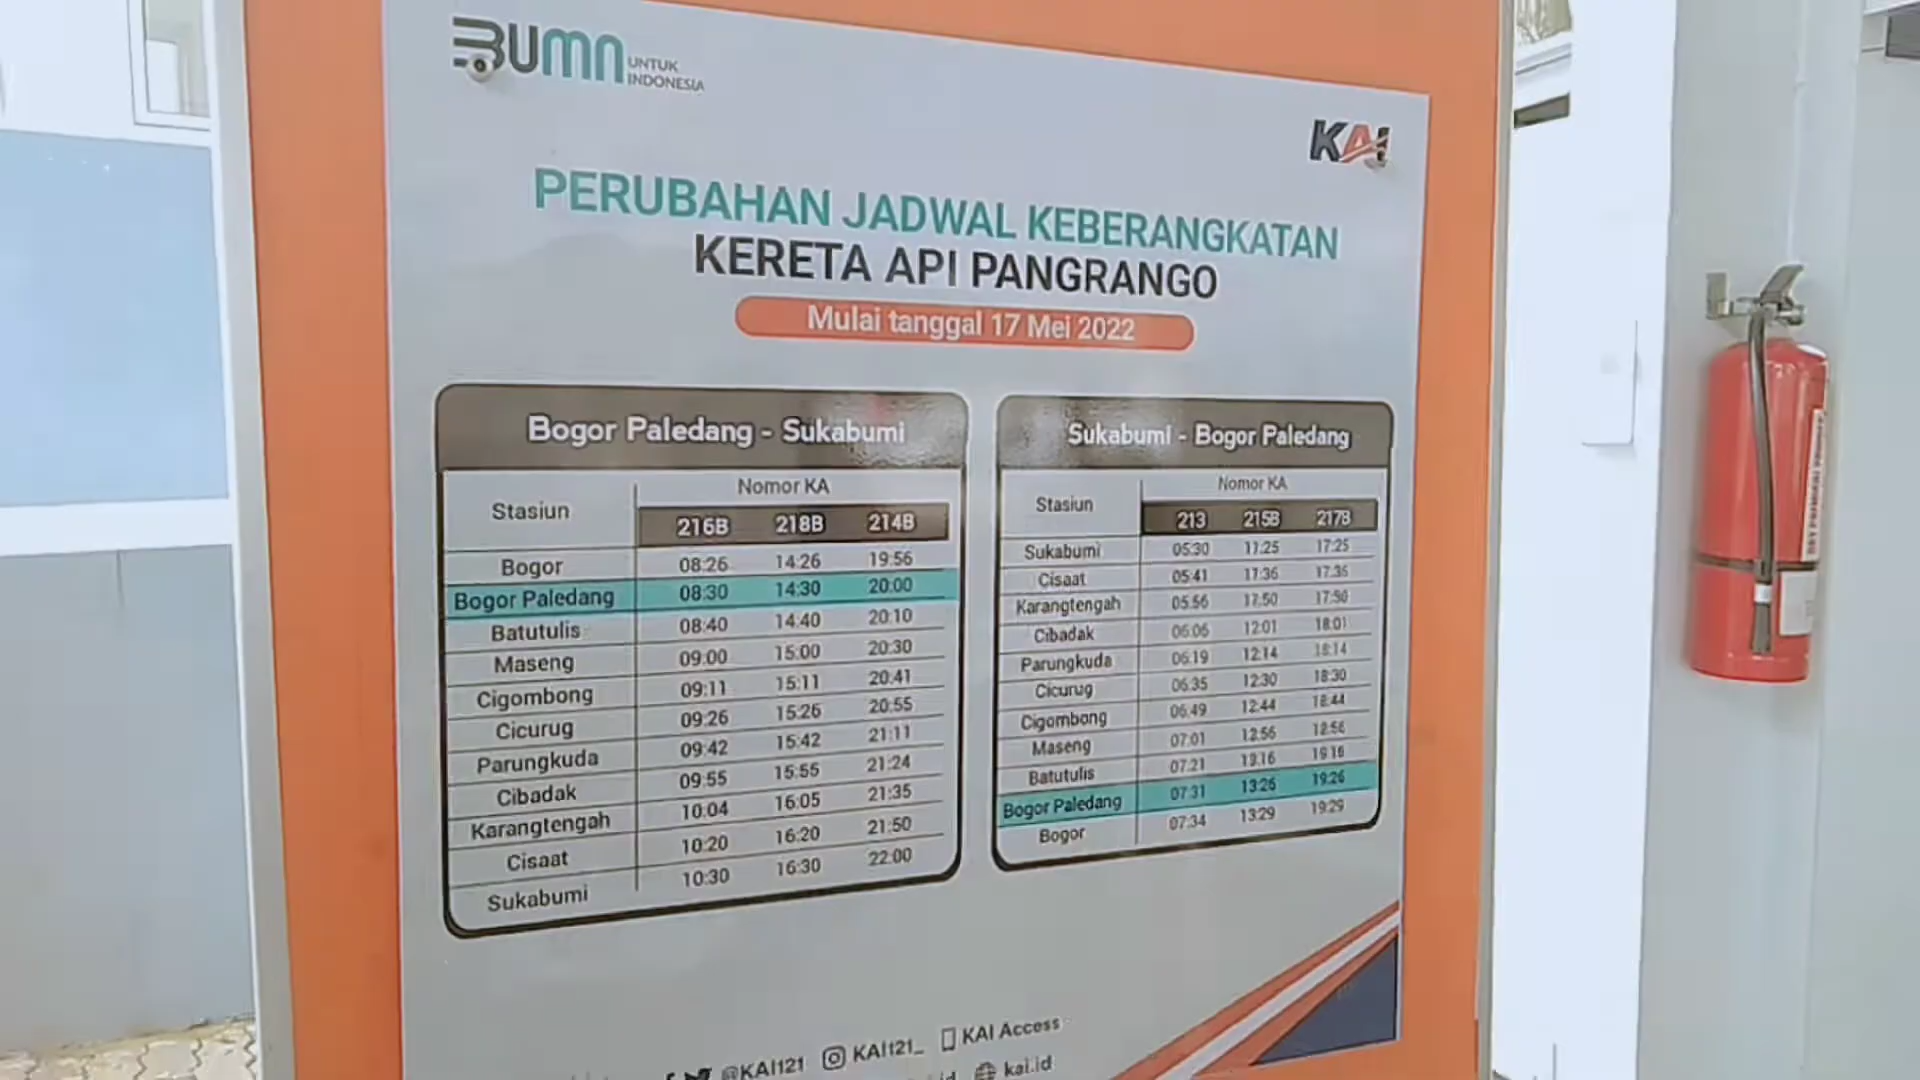 BUMN UNTUK INDONESIA
KAI
PERUBAHAN JADWAL KEBERANGKATAN
KERETA API PANGRANGO
Mulai tanggal 17 Mei 2022
Bogor Paledang - Sukabumi
Stasiun Nomor KA
216B 218B 214B
Bogor 08:26 14:26 19:56
Bogor Paledang 08:30 14:30 20:00
Batutulis 08:40 14:40 20:10
Maseng 09:00 15:00 20:30
Cigombong 09:11 15:11 20:41
Cicurug 09:26 15:26 20:55
Parungkuda 09:42 15:42 21:11
Cibadak 09:55 15:55 21:24
Karangtengah 10:04 16:05 21:35
Cisaat 10:20 16:20 21:50
Sukabumi 10:30 16:30 22:00
Sukabumi - Bogor Paledang
Stasiun Nomor KA
213 215B 217B
Sukabumi 05:30 11:25 17:25
Cisaat 05:41 11:36 17:36
Karangtengah 05:56 11:50 17:50
Cibadak 06:06 12:01 18:01
Parungkuda 06:19 12:14 18:14
Cicurug 06:35 12:30 18:30
Cigombong 06:49 12:44 18:44
Maseng 07:01 12:56 18:56
Batutulis 07:21 13:16 19:16
Bogor Paledang 07:31 13:26 19:26
Bogor 07:34 13:29 19:29
@KAI121 KAI121_ KAI Access
kai.id